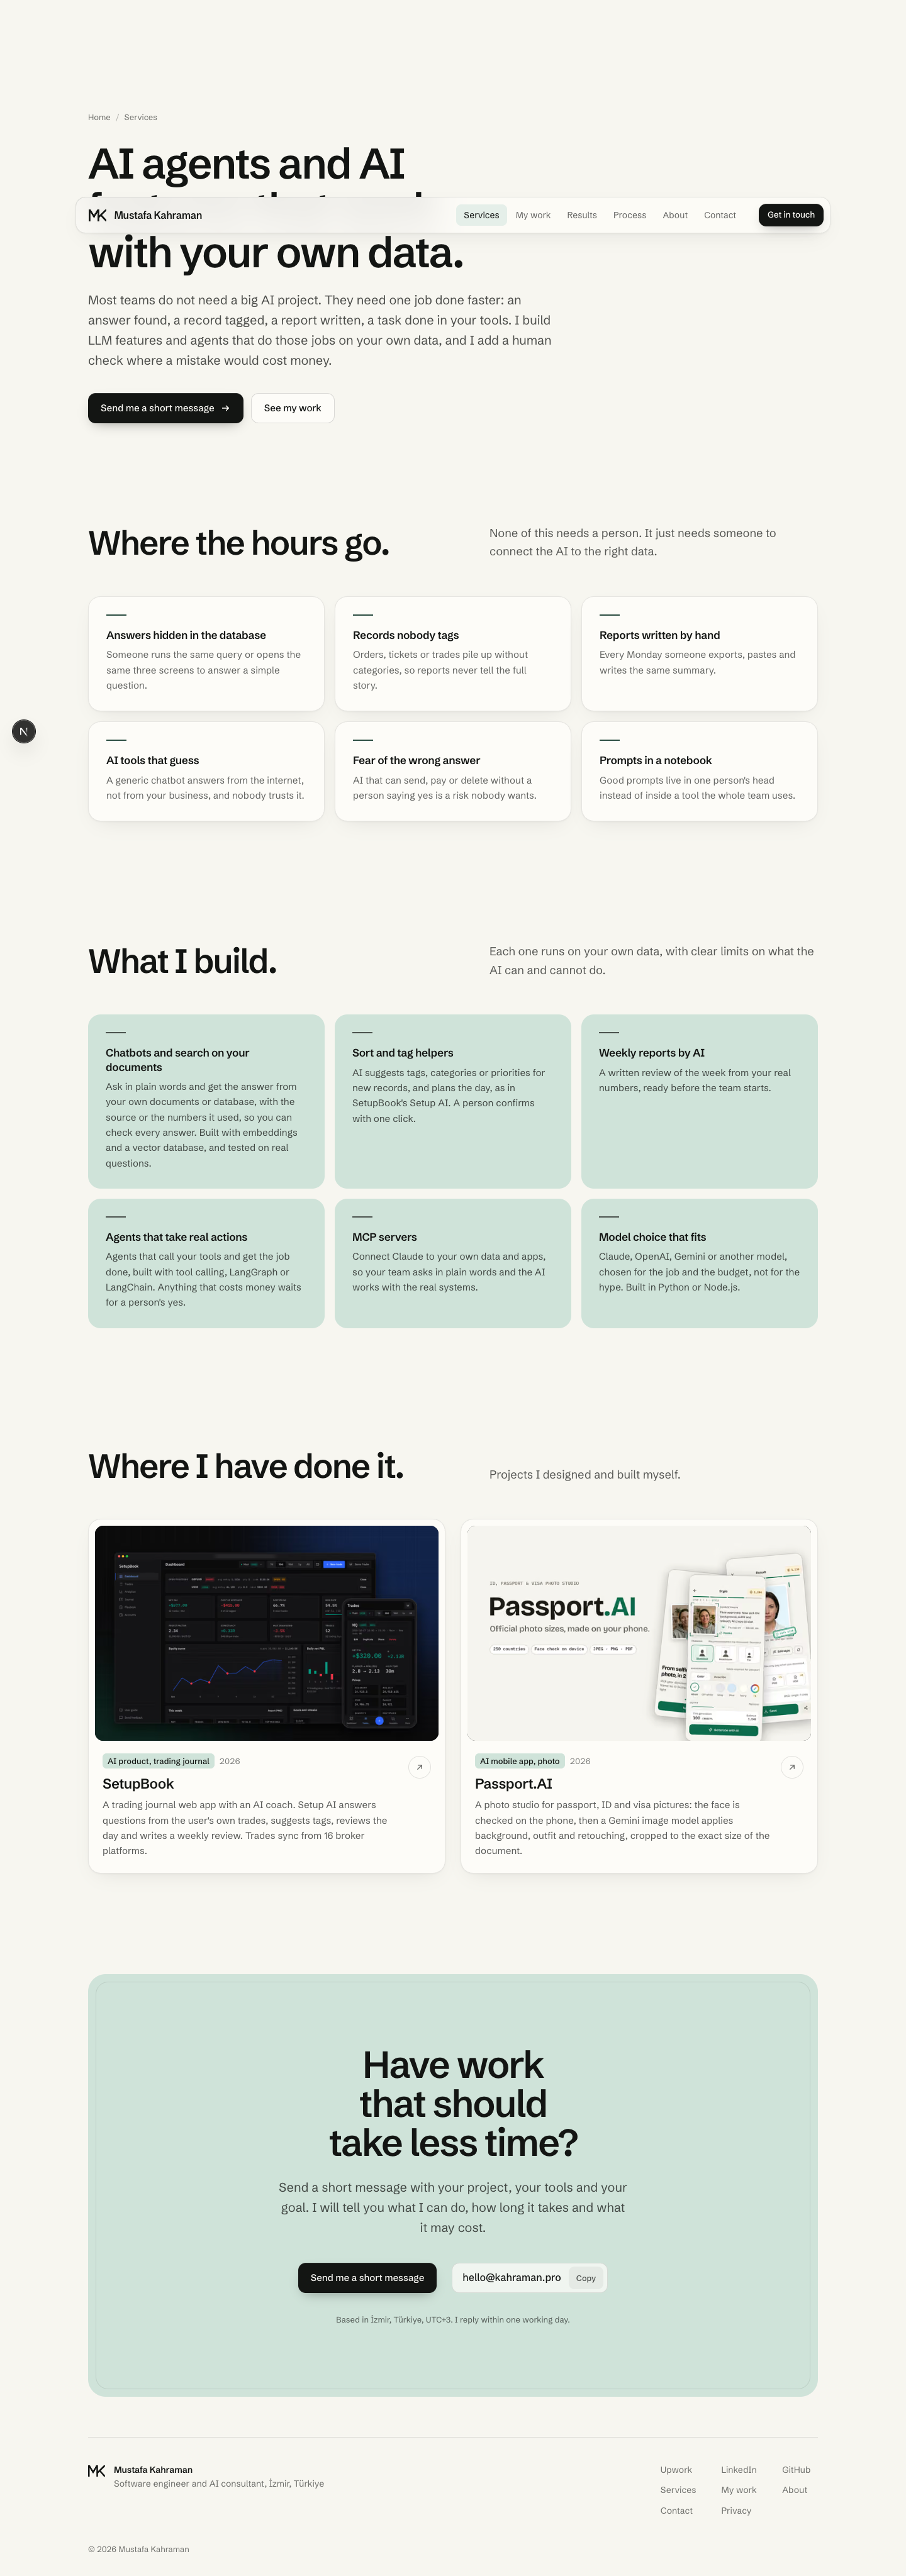 Home / Services
AI agents and AI
MK Mustafa Kahraman Services My work Results Process About Contact Get in touch
with your own data.
Most teams do not need a big AI project. They need one job done faster: an
answer found, a record tagged, a report written, a task done in your tools. I build
LLM features and agents that do those jobs on your own data, and I add a human
check where a mistake would cost money.
Send me a short message → See my work
Where the hours go.
None of this needs a person. It just needs someone to
connect the AI to the right data.
Answers hidden in the database
Someone runs the same query or opens the
same three screens to answer a simple
question.
Records nobody tags
Orders, tickets or trades pile up without
categories, so reports never tell the full
story.
Reports written by hand
Every Monday someone exports, pastes and
writes the same summary.
N
AI tools that guess
A generic chatbot answers from the internet,
not from your business, and nobody trusts it.
Fear of the wrong answer
AI that can send, pay or delete without a
person saying yes is a risk nobody wants.
Prompts in a notebook
Good prompts live in one person's head
instead of inside a tool the whole team uses.
What I build.
Each one runs on your own data, with clear limits on what the
AI can and cannot do.
Chatbots and search on your
documents
Ask in plain words and get the answer from
your own documents or database, with the
source or the numbers it used, so you can
check every answer. Built with embeddings
and a vector database, and tested on real
questions.
Sort and tag helpers
AI suggests tags, categories or priorities for
new records, and plans the day, as in
SetupBook's Setup AI. A person confirms
with one click.
Weekly reports by AI
A written review of the week from your real
numbers, ready before the team starts.
Agents that take real actions
Agents that call your tools and get the job
done, built with tool calling, LangGraph or
LangChain. Anything that costs money waits
for a person's yes.
MCP servers
Connect Claude to your own data and apps,
so your team asks in plain words and the AI
works with the real systems.
Model choice that fits
Claude, OpenAI, Gemini or another model,
chosen for the job and the budget, not for the
hype. Built in Python or Node.js.
Where I have done it.
Projects I designed and built myself.
SetupBook
Dashboard
Trades
ID, PASSPORT & VISA PHOTO STUDIO
Passport.AI
Official photo sizes, made on your phone.
250 countries Face check on device JPEG · PNG · PDF
AI product, trading journal 2026
SetupBook
A trading journal web app with an AI coach. Setup AI answers
questions from the user's own trades, suggests tags, reviews the
day and writes a weekly review. Trades sync from 16 broker
platforms.
AI mobile app, photo 2026
Passport.AI
A photo studio for passport, ID and visa pictures: the face is
checked on the phone, then a Gemini image model applies
background, outfit and retouching, cropped to the exact size of the
document.
Have work
that should
take less time?
Send a short message with your project, your tools and your
goal. I will tell you what I can do, how long it takes and what
it may cost.
Send me a short message hello@kahraman.pro Copy
Based in İzmir, Türkiye, UTC+3. I reply within one working day.
MK Mustafa Kahraman
Software engineer and AI consultant, İzmir, Türkiye
Upwork LinkedIn GitHub
Services My work About
Contact Privacy
© 2026 Mustafa Kahraman